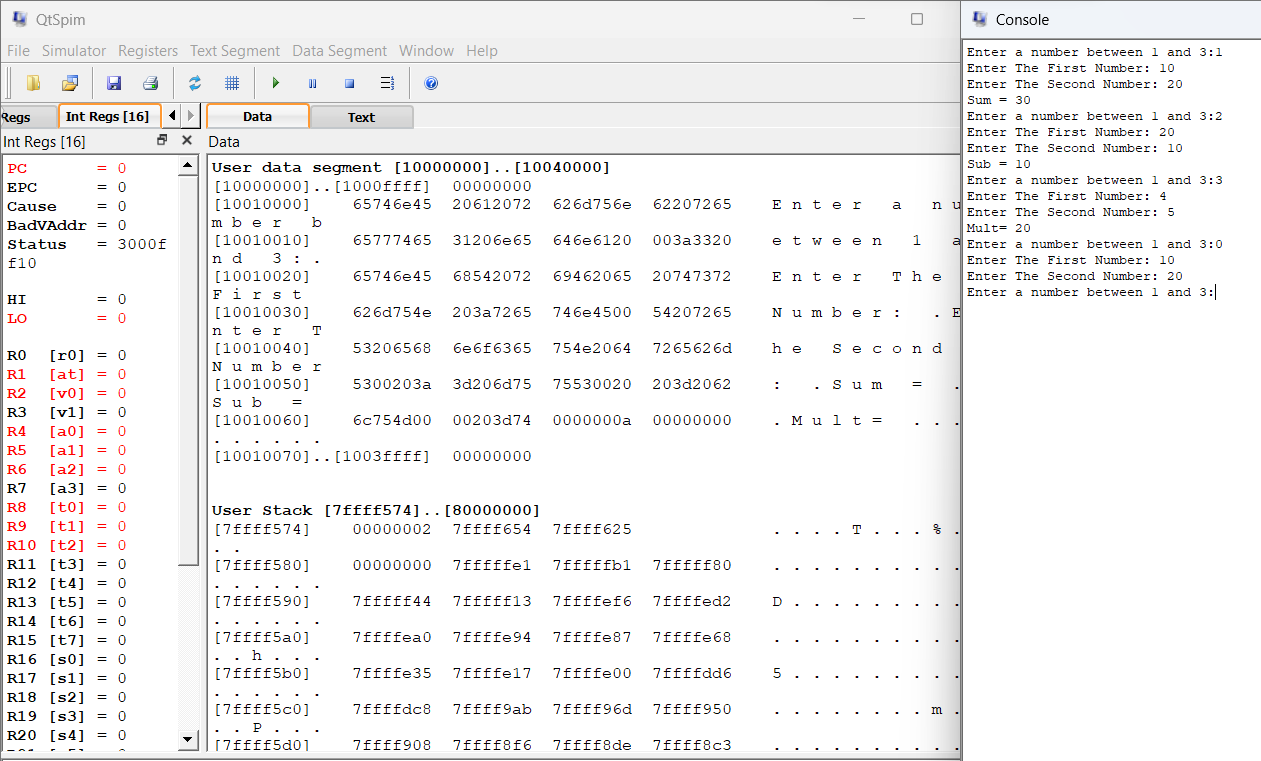 QtSpim
File Simulator Registers Text Segment Data Segment Window Help
Regs Int Regs [16] Data Text
Int Regs [16]
PC = 0
EPC = 0
Cause = 0
BadVAddr = 0
Status = 3000f
f10
HI = 0
LO = 0
R0 [r0] = 0
R1 [at] = 0
R2 [v0] = 0
R3 [v1] = 0
R4 [a0] = 0
R5 [a1] = 0
R6 [a2] = 0
R7 [a3] = 0
R8 [t0] = 0
R9 [t1] = 0
R10 [t2] = 0
R11 [t3] = 0
R12 [t4] = 0
R13 [t5] = 0
R14 [t6] = 0
R15 [t7] = 0
R16 [s0] = 0
R17 [s1] = 0
R18 [s2] = 0
R19 [s3] = 0
R20 [s4] = 0
Data
User data segment [10000000]..[10040000]
[10000000]..[1000ffff] 00000000
[10010000] 65746e45 20612072 626d756e 62207265 E n t e r a n u
m b e r b
[10010010] 65777465 31206e65 646e6120 003a3320 e t w e e n 1 a
n d 3 : .
[10010020] 65746e45 68542072 69462065 20747372 E n t e r T h e
F i r s t
[10010030] 626d754e 203a7265 746e4500 54207265 N u m b e r : . E
n t e r T
[10010040] 53206568 6e6f6365 754e2064 7265626d h e S e c o n d
N u m b e r
[10010050] 5300203a 3d206d75 75530020 203d2062 : . S u m = .
S u b =
[10010060] 6c754d00 00203d74 0000000a 00000000 . M u l t = . . .
. . . . . .
[10010070]..[1003ffff] 00000000
User Stack [7ffff574]..[80000000]
[7ffff574] 00000002 7ffff654 7ffff625 . . . . T . . . % .
. .
[7ffff580] 00000000 7fffffe1 7fffffb1 7fffff80 . . . . . . . . . .
. . . . . .
[7ffff590] 7fffff44 7fffff13 7ffffef6 7ffffed2 D . . . . . . . . .
. . . . . .
[7ffff5a0] 7ffffea0 7ffffe94 7ffffe87 7ffffe68 . . . . . . . . . .
. . h . . .
[7ffff5b0] 7ffffe35 7ffffe17 7ffffe00 7ffffdd6 5 . . . . . . . . .
. . . . . .
[7ffff5c0] 7ffffdc8 7ffff9ab 7ffff96d 7ffff950 . . . . . . . . m .
. . P . . .
[7ffff5d0] 7ffff908 7ffff8f6 7ffff8de 7ffff8c3 . . . . . . . . . .
Console
Enter a number between 1 and 3:1
Enter The First Number: 10
Enter The Second Number: 20
Sum = 30
Enter a number between 1 and 3:2
Enter The First Number: 20
Enter The Second Number: 10
Sub = 10
Enter a number between 1 and 3:3
Enter The First Number: 4
Enter The Second Number: 5
Mult= 20
Enter a number between 1 and 3:0
Enter The First Number: 10
Enter The Second Number: 20
Enter a number between 1 and 3: